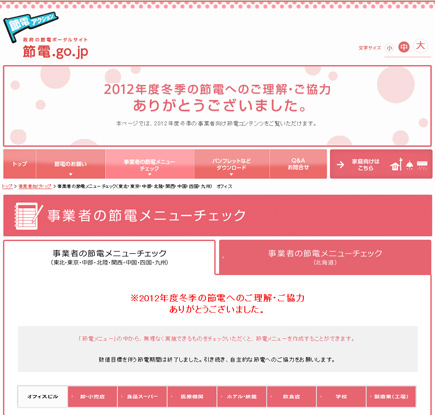 節電アクション
政府の節電ポータルサイト
節電.go.jp
文字サイズ 小 中 大
2012年度冬季の節電へのご理解・ご協力
ありがとうございました。
本ページでは、2012年度冬季の事業者向け節電コンテンツをご覧いただけます。
トップ
節電のお願い
事業者の節電メニュー
チェック
パンフレットなど
ダウンロード
Q&A
お問合せ
家庭向けは
こちら
トップ > 事業者向けトップ > 事業者の節電メニューチェック(東北・東京・中部・北陸・関西・中国・四国・九州) オフィス
事業者の節電メニューチェック
事業者の節電メニューチェック
(東北・東京・中部・北陸・関西・中国・四国・九州)
事業者の節電メニューチェック
(北海道)
※2012年度冬季の節電へのご理解・ご協力
ありがとうございました。
「節電メニュー」の中から、無理なく実施できるものをチェックいただくと、節電メニューを作成することができます。
数値目標を伴う節電期間は終了しました。引き続き、自主的な節電へのご協力をお願いします。
オフィスビル
卸・小売店
食品スーパー
医療機関
ホテル・旅館
飲食店
学校
製造業(工場)